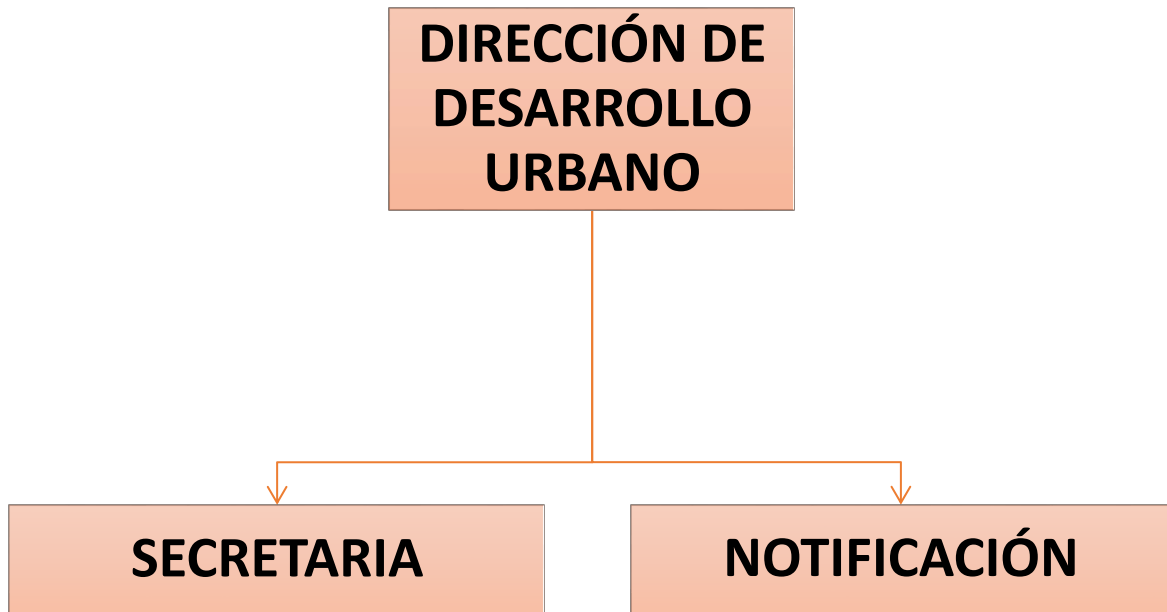 DIRECCIÓN DE
DESARROLLO
URBANO
SECRETARIA
NOTIFICACIÓN